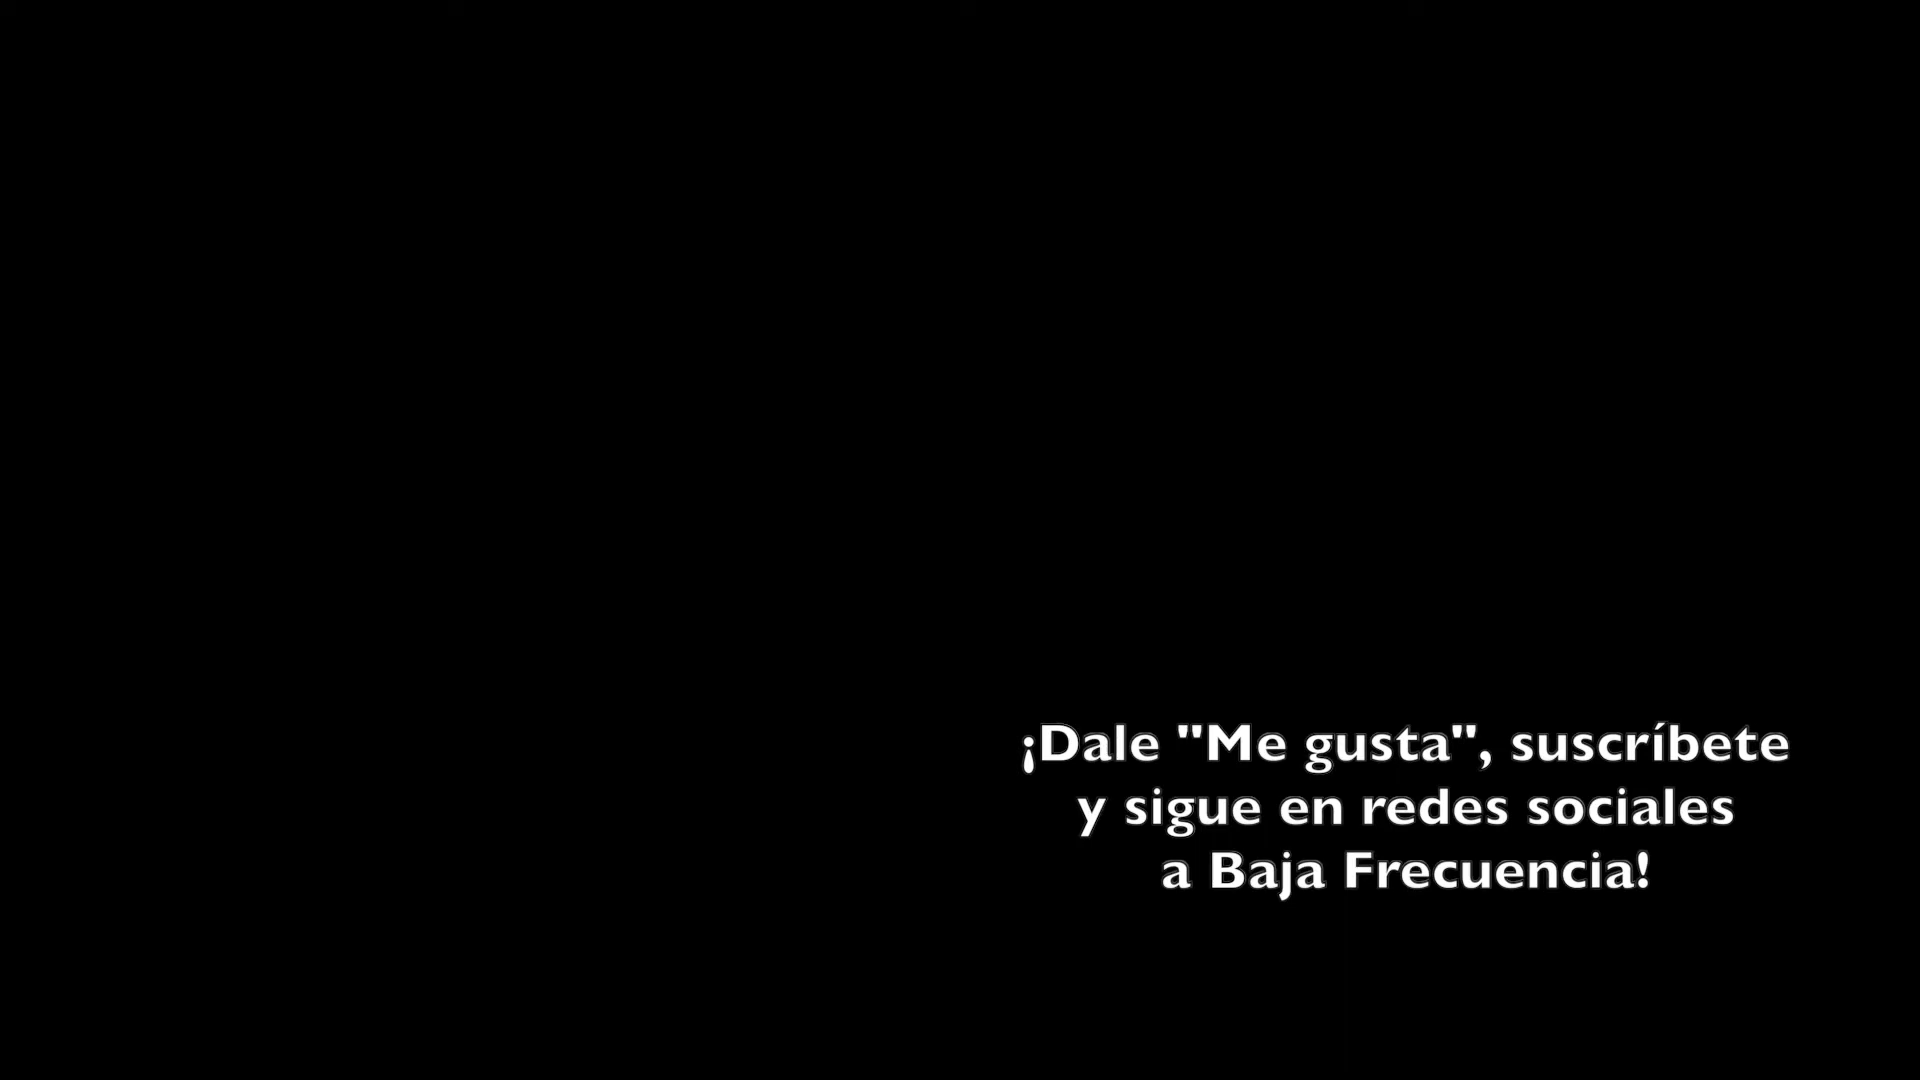 ¡Dale "Me gusta", suscríbete
y sigue en redes sociales
a Baja Frecuencia!